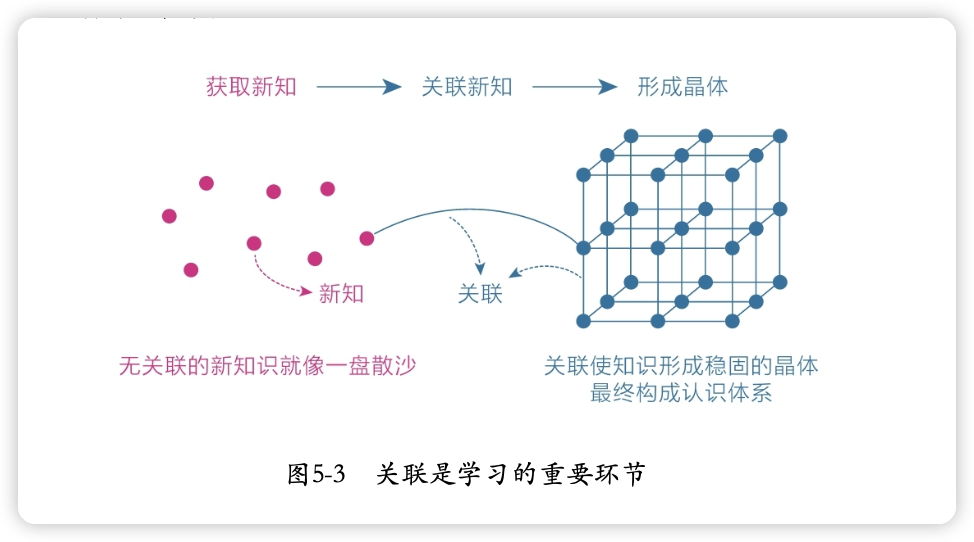 获取新知 关联新知 形成晶体
新知 关联
无关联的新知识就像一盘散沙
关联使知识形成稳固的晶体
最终构成认识体系
图5-3 关联是学习的重要环节